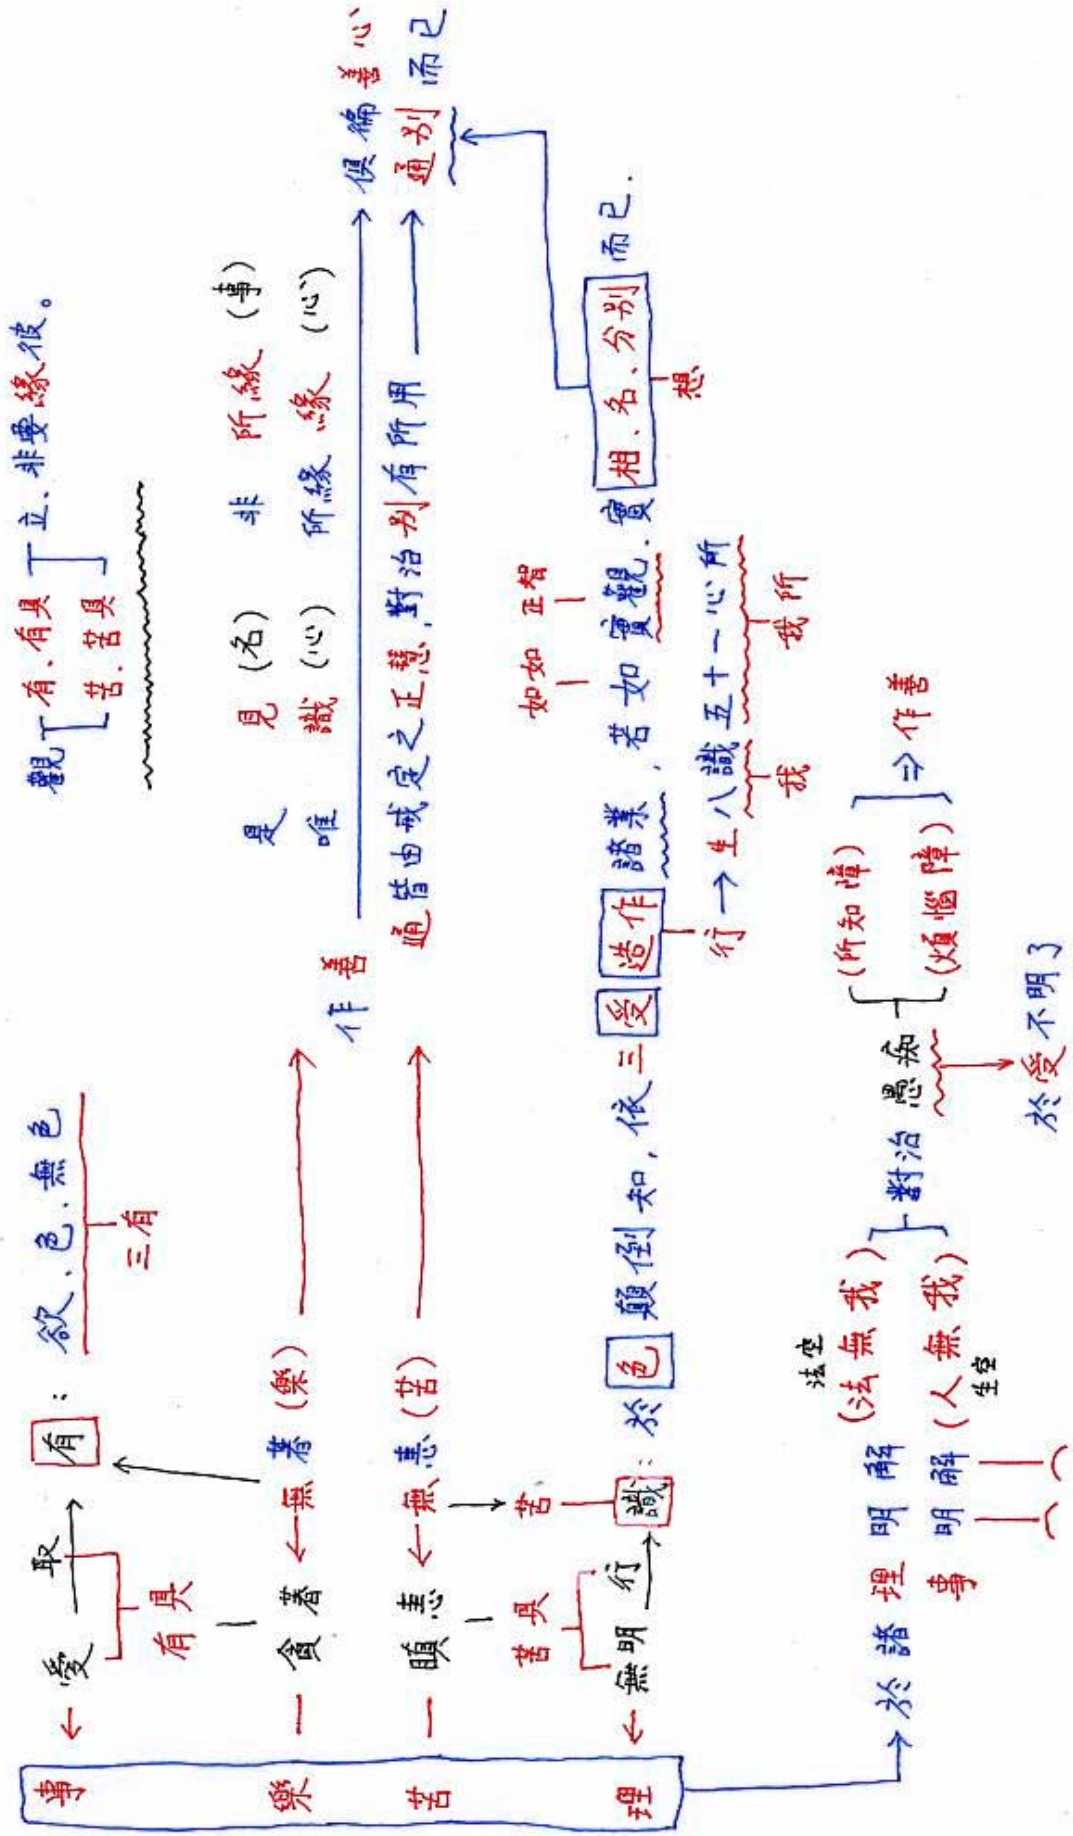 觀 有、有具 立、非要緣彼。
苦、苦具
愛 取 有 : 欲、色、無色
三有
有具
是 見 (名) 非 所緣 (事)
唯 識 (心) 所緣 緣 (心)
事 樂 苦 理
貪著 無著 (樂)
作善 俱徧善心
瞋恚 無恚 (苦)
通皆由戒定之正慧,對治別有所用 通別而已
苦具 苦
如如 正智
無明 行 識 : 於色顛倒知,依三受造作諸業,若如實觀,實相、名、分別而已.
想
行 → 生八識五十一心所
我 我所
法空
於諸理明解 (法無我) 對治愚痴 (所知障) ⇒ 作善
事明解 (人無我) (煩惱障)
生空
於受不明了